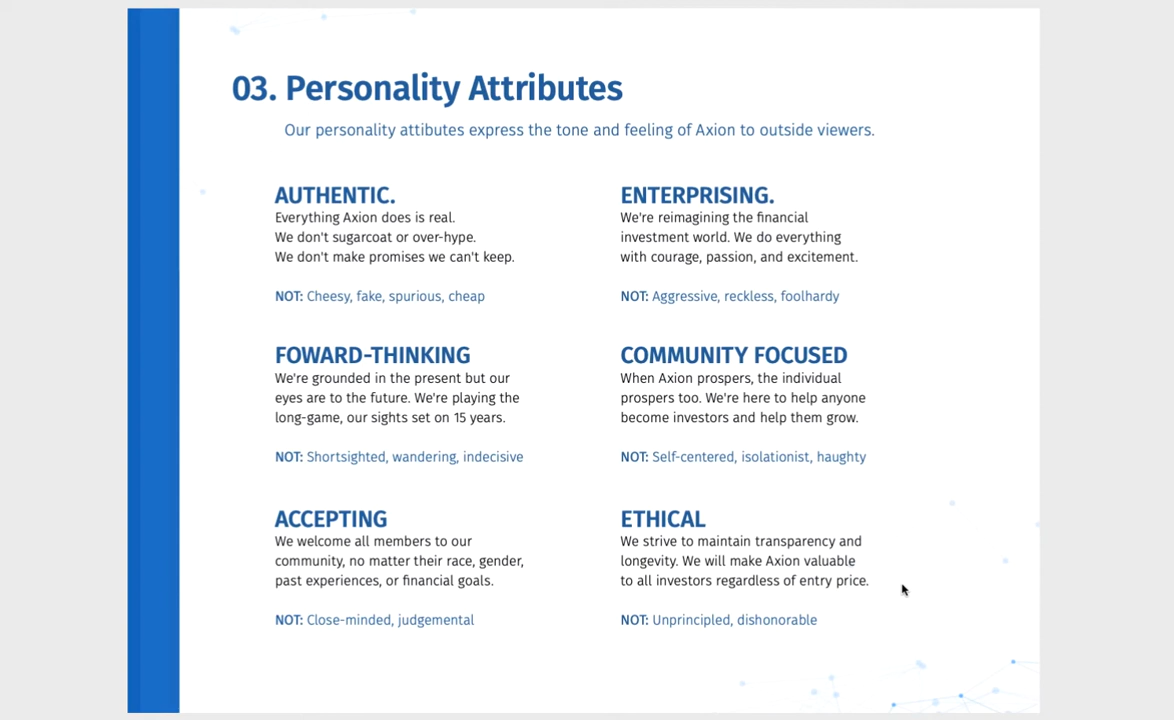 03. Personality Attributes
Our personality attibutes express the tone and feeling of Axion to outside viewers.
AUTHENTIC.
Everything Axion does is real.
We don't sugarcoat or over-hype.
We don't make promises we can't keep.
NOT: Cheesy, fake, spurious, cheap
ENTERPRISING.
We're reimagining the financial
investment world. We do everything
with courage, passion, and excitement.
NOT: Aggressive, reckless, foolhardy
FOWARD-THINKING
We're grounded in the present but our
eyes are to the future. We're playing the
long-game, our sights set on 15 years.
NOT: Shortsighted, wandering, indecisive
COMMUNITY FOCUSED
When Axion prospers, the individual
prospers too. We're here to help anyone
become investors and help them grow.
NOT: Self-centered, isolationist, haughty
ACCEPTING
We welcome all members to our
community, no matter their race, gender,
past experiences, or financial goals.
NOT: Close-minded, judgemental
ETHICAL
We strive to maintain transparency and
longevity. We will make Axion valuable
to all investors regardless of entry price.
NOT: Unprincipled, dishonorable